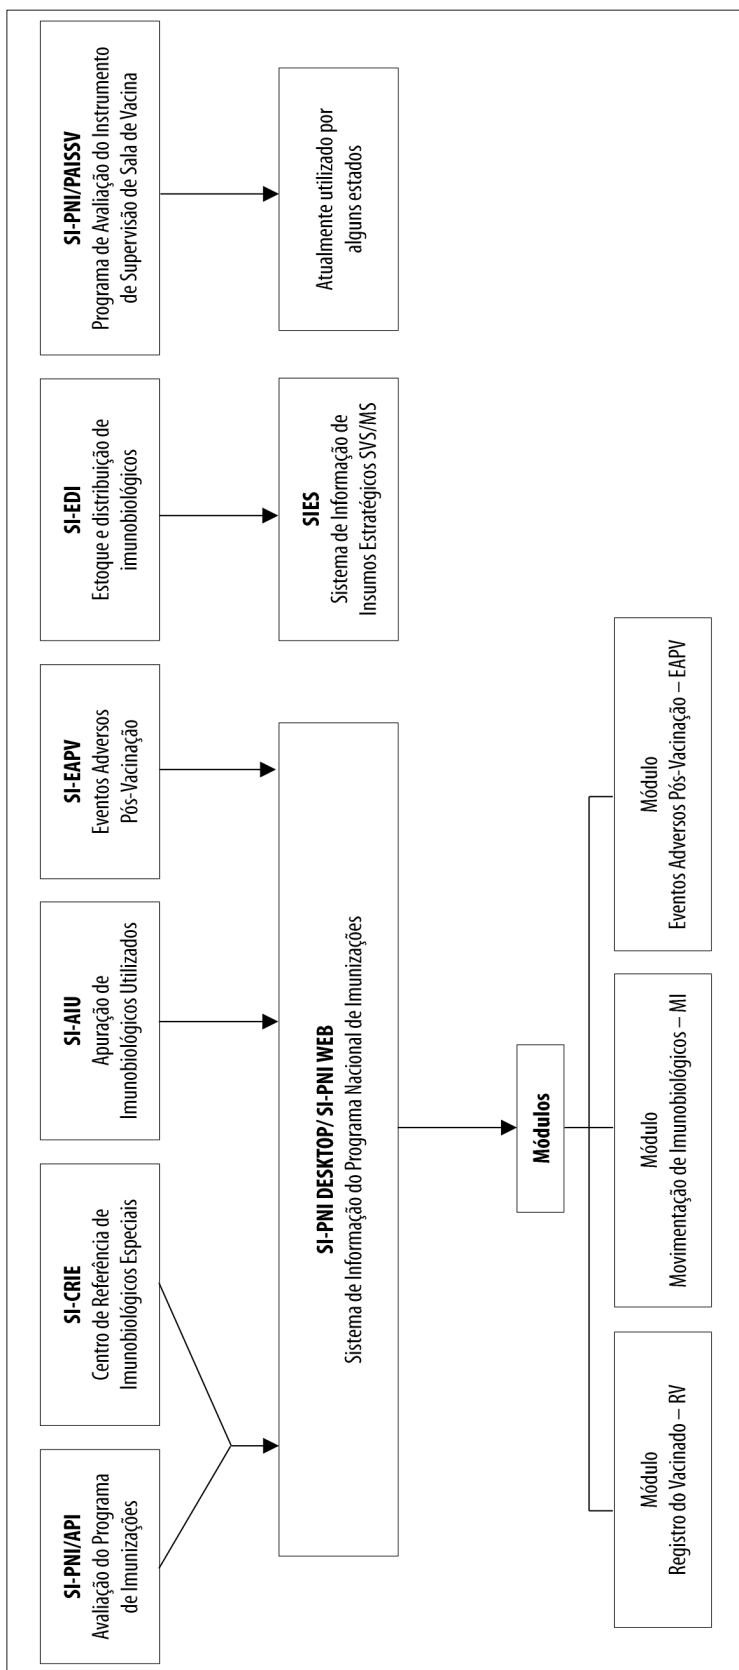 SI-PNI/API
Avaliação do Programa
de Imunizações
SI-CRIE
Centro de Referência de
Imunobiológicos Especiais
SI-AIU
Apuração de
Imunobiológicos Utilizados
SI-EAPV
Eventos Adversos
Pós-Vacinação
SI-EDI
Estoque e distribuição de
imunobiológicos
SI-PNI/PAISSV
Programa de Avaliação do Instrumento
de Supervisão de Sala de Vacina
SI-PNI DESKTOP/ SI-PNI WEB
Sistema de Informação do Programa Nacional de Imunizações
SIES
Sistema de Informação de
Insumos Estratégicos SVS/MS
Atualmente utilizado por
alguns estados
Módulos
Módulo
Registro do Vacinado – RV
Módulo
Movimentação de Imunobiológicos – MI
Módulo
Eventos Adversos Pós-Vacinação – EAPV